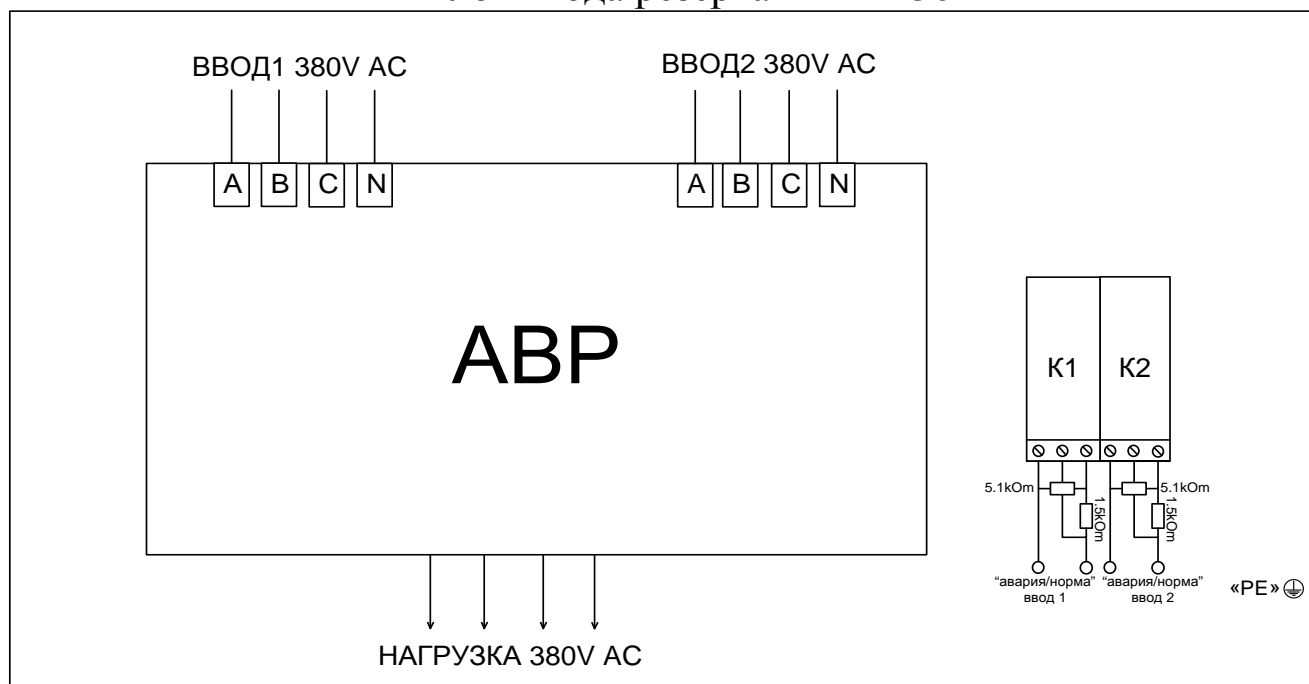 ВВОД1 380V AC
ВВОД2 380V AC
A B C N
A B C N
АВР
К1 К2
5.1kOm
5.1kOm
1.5kOm
1.5kOm
“авария/норма”
ввод 1
“авария/норма”
ввод 2
«PE»
НАГРУЗКА 380V AC